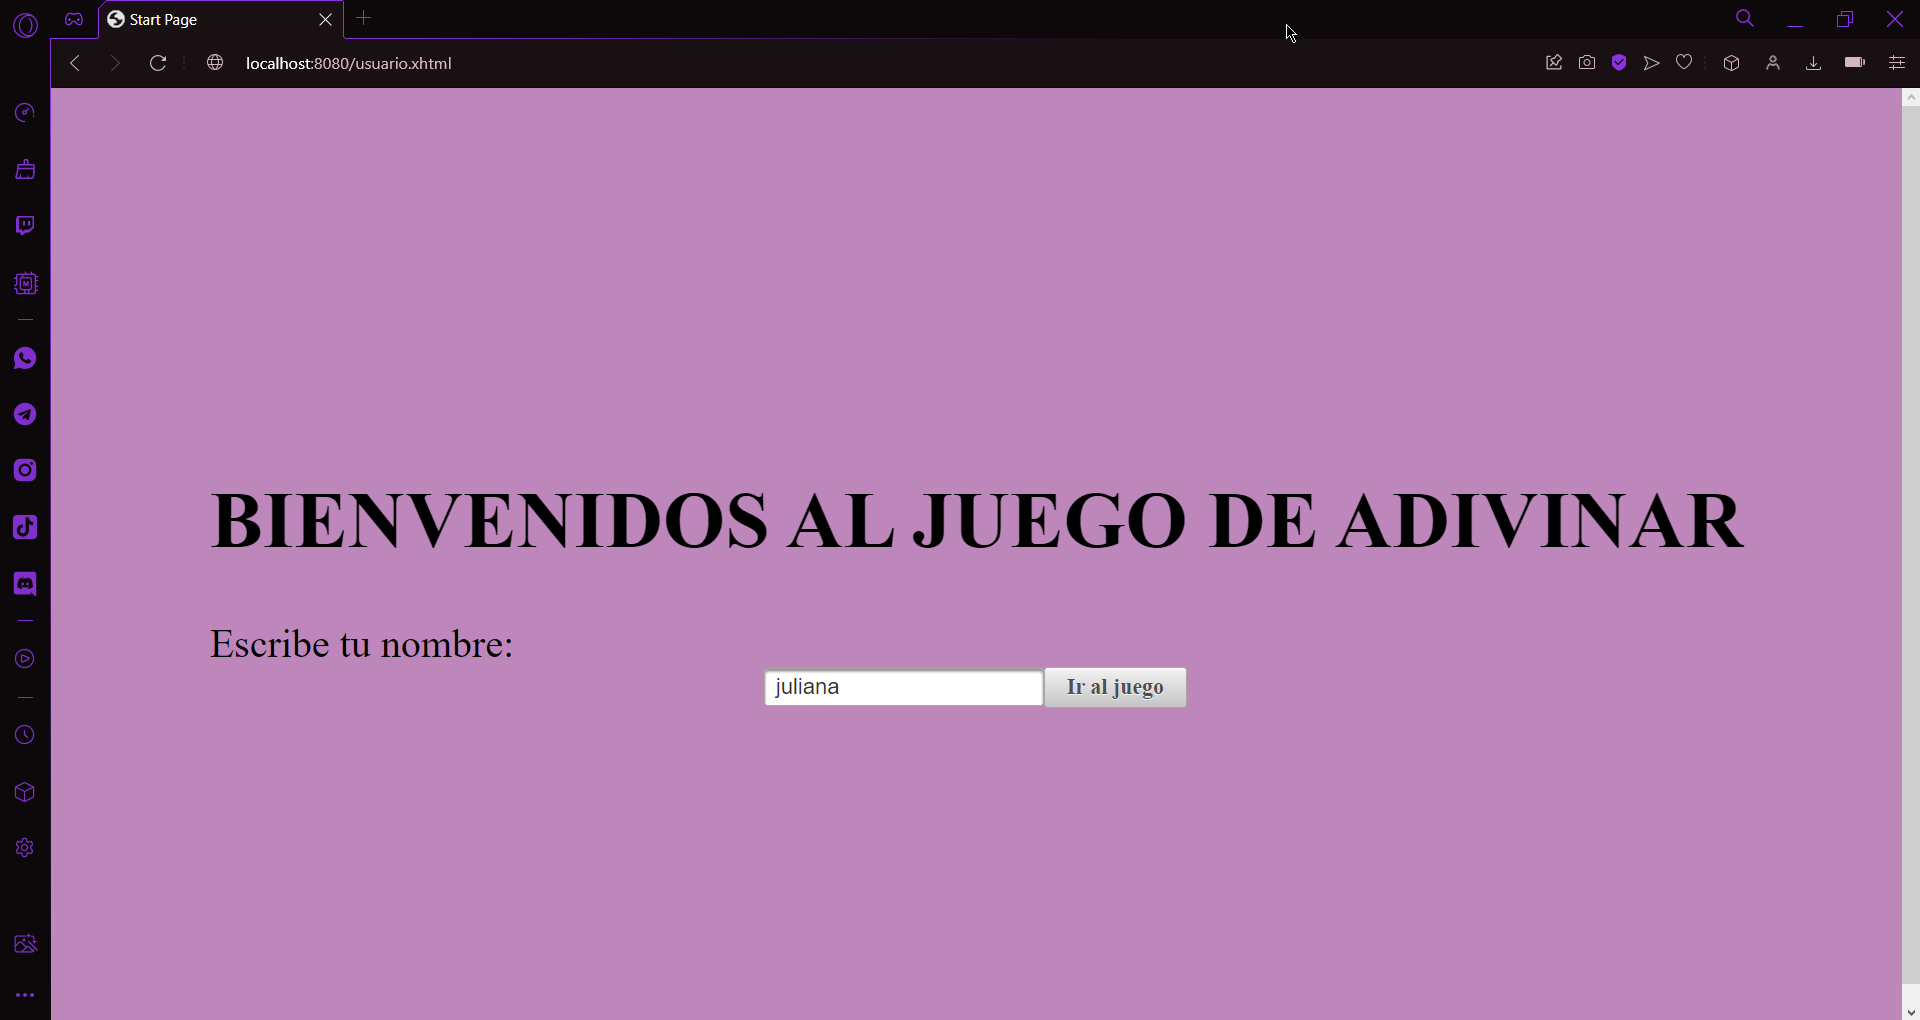 Start Page
localhost:8080/usuario.xhtml
BIENVENIDOS AL JUEGO DE ADIVINAR
Escribe tu nombre:
juliana
Ir al juego